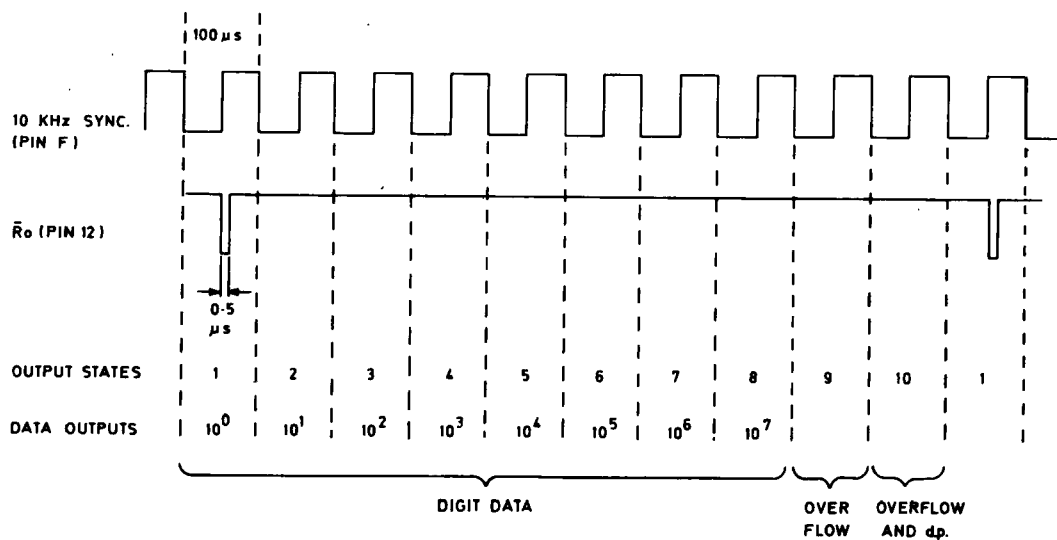 100 µs
10 KHz SYNC.
(PIN F)
R̄o (PIN 12)
0·5
µs
OUTPUT STATES 1 2 3 4 5 6 7 8 9 10 1
DATA OUTPUTS 10⁰ 10¹ 10² 10³ 10⁴ 10⁵ 10⁶ 10⁷
DIGIT DATA
OVER
FLOW
OVERFLOW
AND d.p.